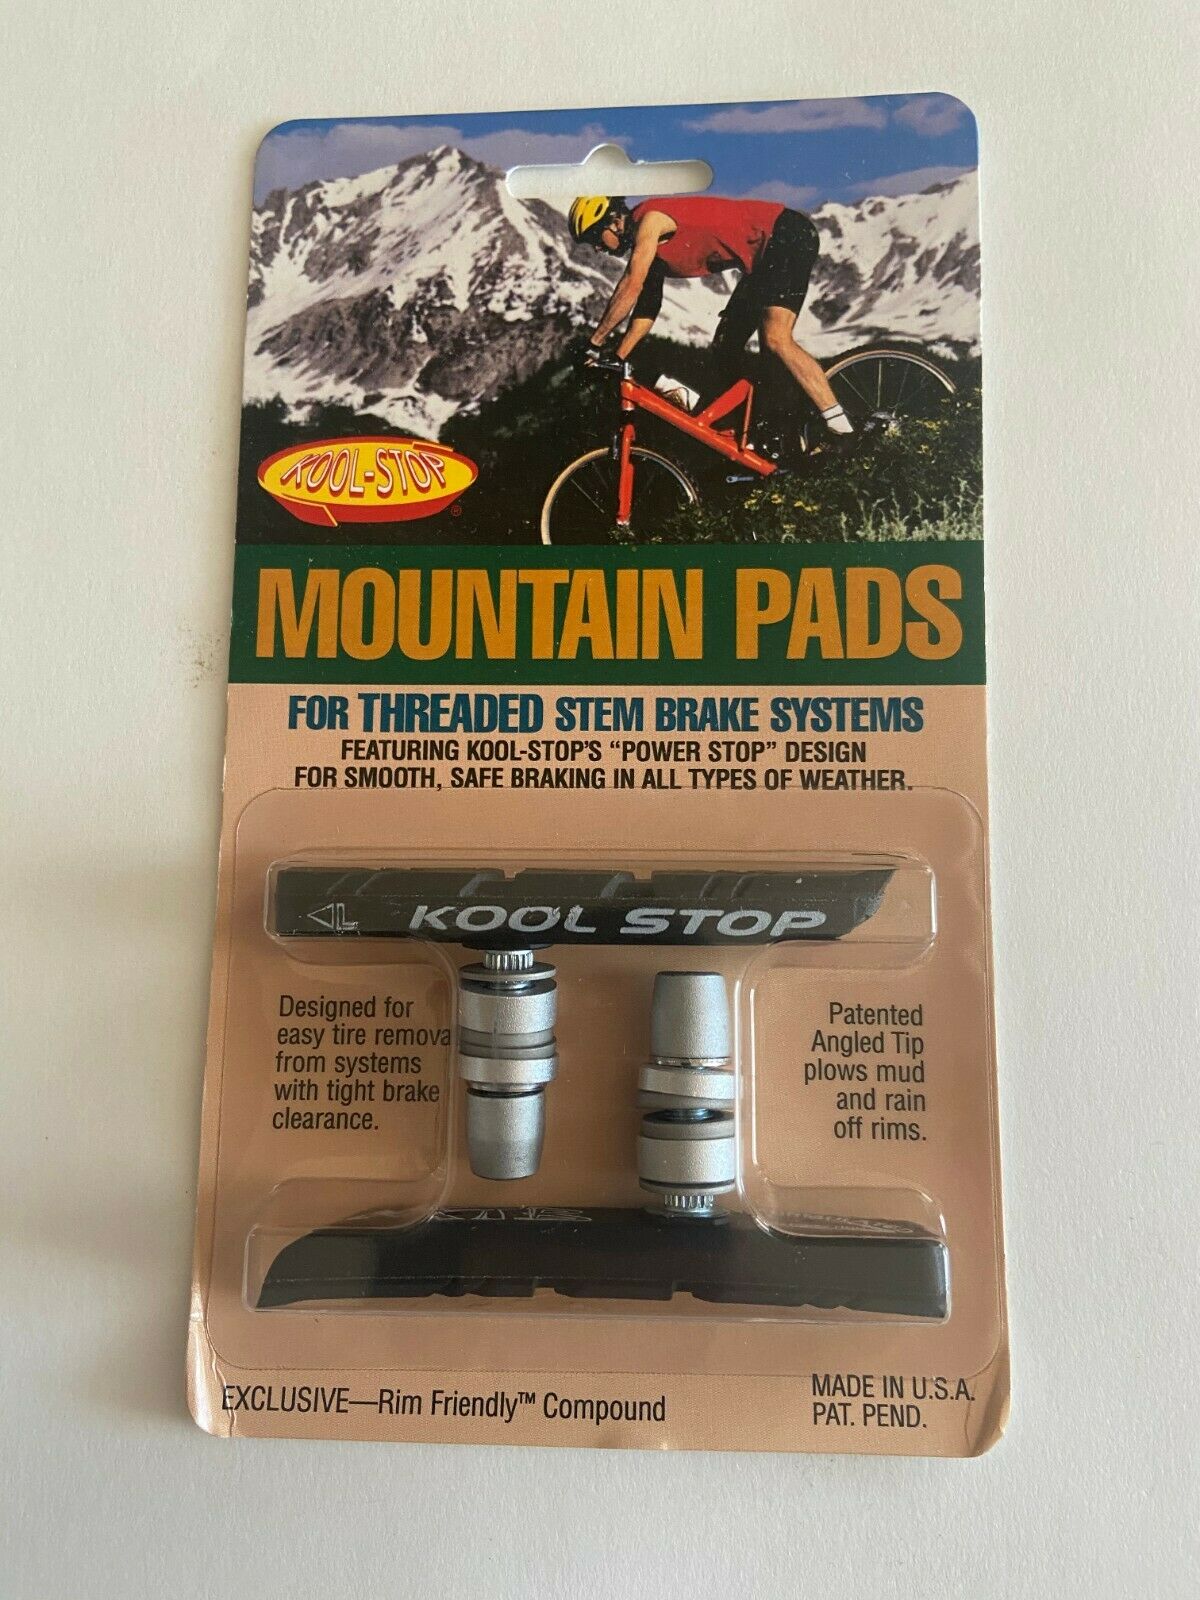 KOOL-STOP®
MOUNTAIN PADS
FOR THREADED STEM BRAKE SYSTEMS
FEATURING KOOL-STOP'S “POWER STOP” DESIGN
FOR SMOOTH, SAFE BRAKING IN ALL TYPES OF WEATHER.
L KOOL STOP
Designed for
easy tire remova
from systems
with tight brake
clearance.
Patented
Angled Tip
plows mud
and rain
off rims.
EXCLUSIVE—Rim Friendly™ Compound
MADE IN U.S.A.
PAT. PEND.